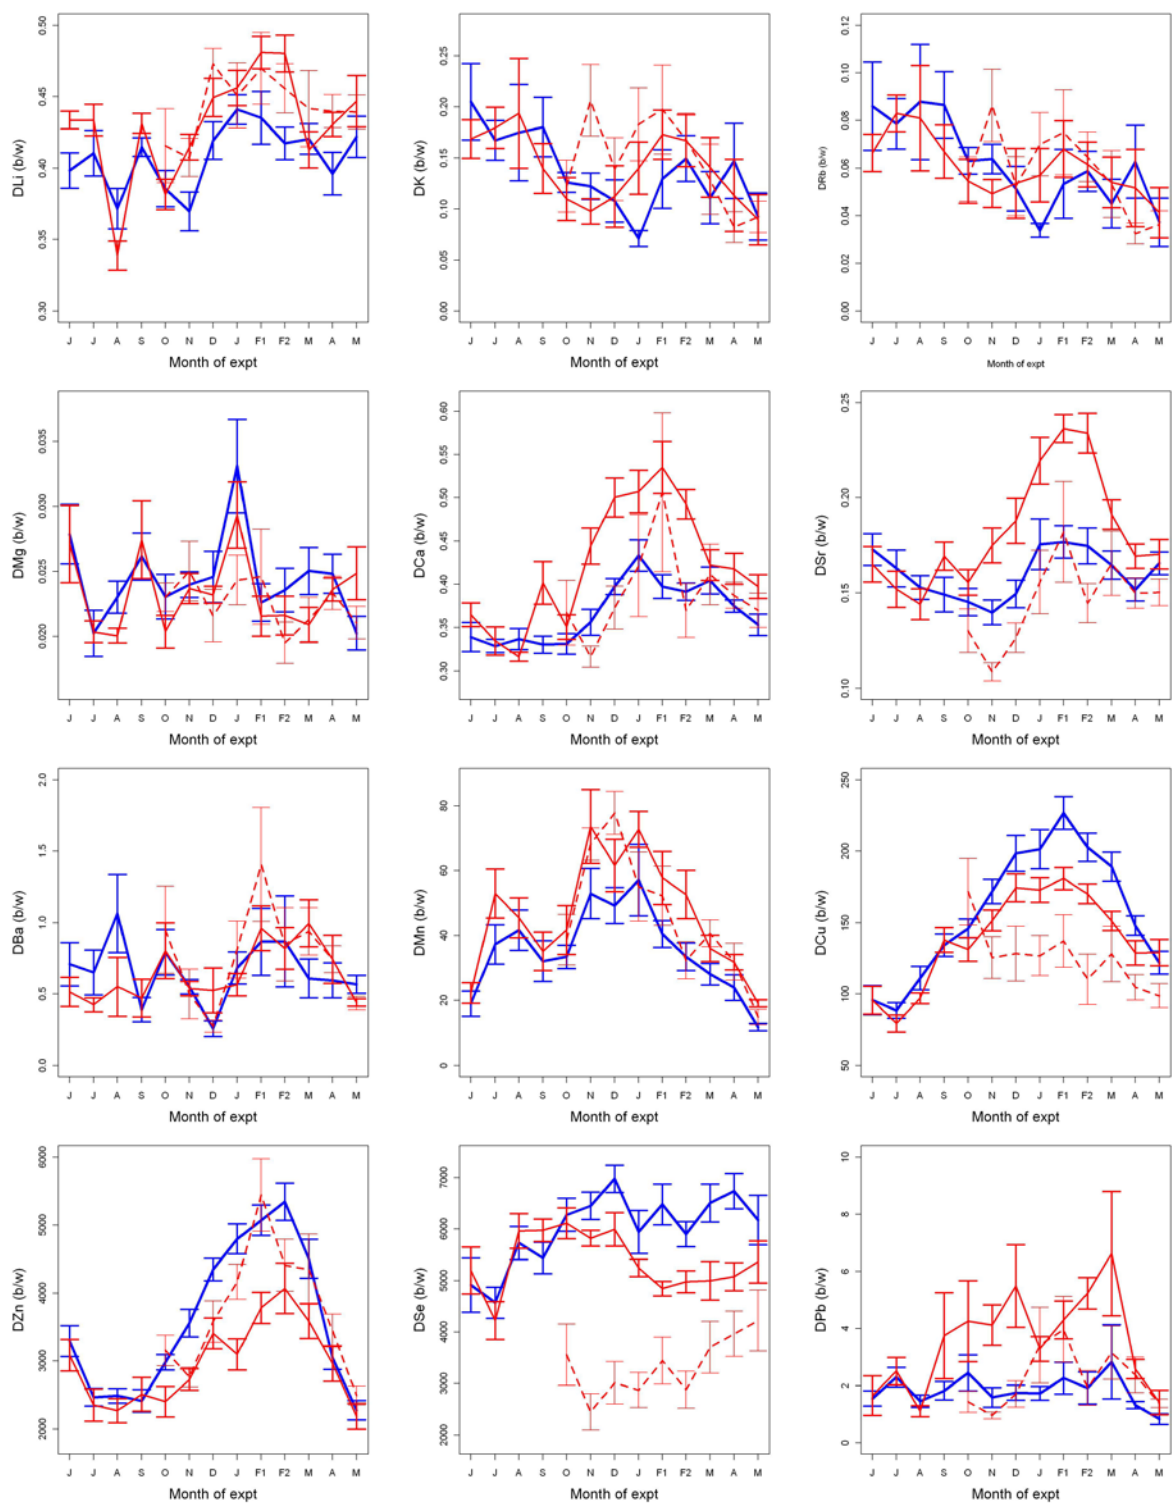 DLi (b/w)
0.50
0.45
0.40
0.35
0.30
J J A S O N D J F1 F2 M A M
Month of expt
DK (b/w)
0.25
0.20
0.15
0.10
0.05
0.00
J J A S O N D J F1 F2 M A M
Month of expt
DRb (b/w)
0.12
0.10
0.08
0.06
0.04
0.02
0.00
J J A S O N D J F1 F2 M A M
Month of expt
DMg (b/w)
0.035
0.030
0.025
0.020
J J A S O N D J F1 F2 M A M
Month of expt
DCa (b/w)
0.60
0.55
0.50
0.45
0.40
0.35
0.30
J J A S O N D J F1 F2 M A M
Month of expt
DSr (b/w)
0.25
0.20
0.15
0.10
J J A S O N D J F1 F2 M A M
Month of expt
DBa (b/w)
2.0
1.5
1.0
0.5
0.0
J J A S O N D J F1 F2 M A M
Month of expt
DMn (b/w)
80
60
40
20
0
J J A S O N D J F1 F2 M A M
Month of expt
DCu (b/w)
250
200
150
100
50
J J A S O N D J F1 F2 M A M
Month of expt
DZn (b/w)
6000
5000
4000
3000
2000
J J A S O N D J F1 F2 M A M
Month of expt
DSe (b/w)
7000
6000
5000
4000
3000
2000
J J A S O N D J F1 F2 M A M
Month of expt
DPb (b/w)
10
8
6
4
2
0
J J A S O N D J F1 F2 M A M
Month of expt